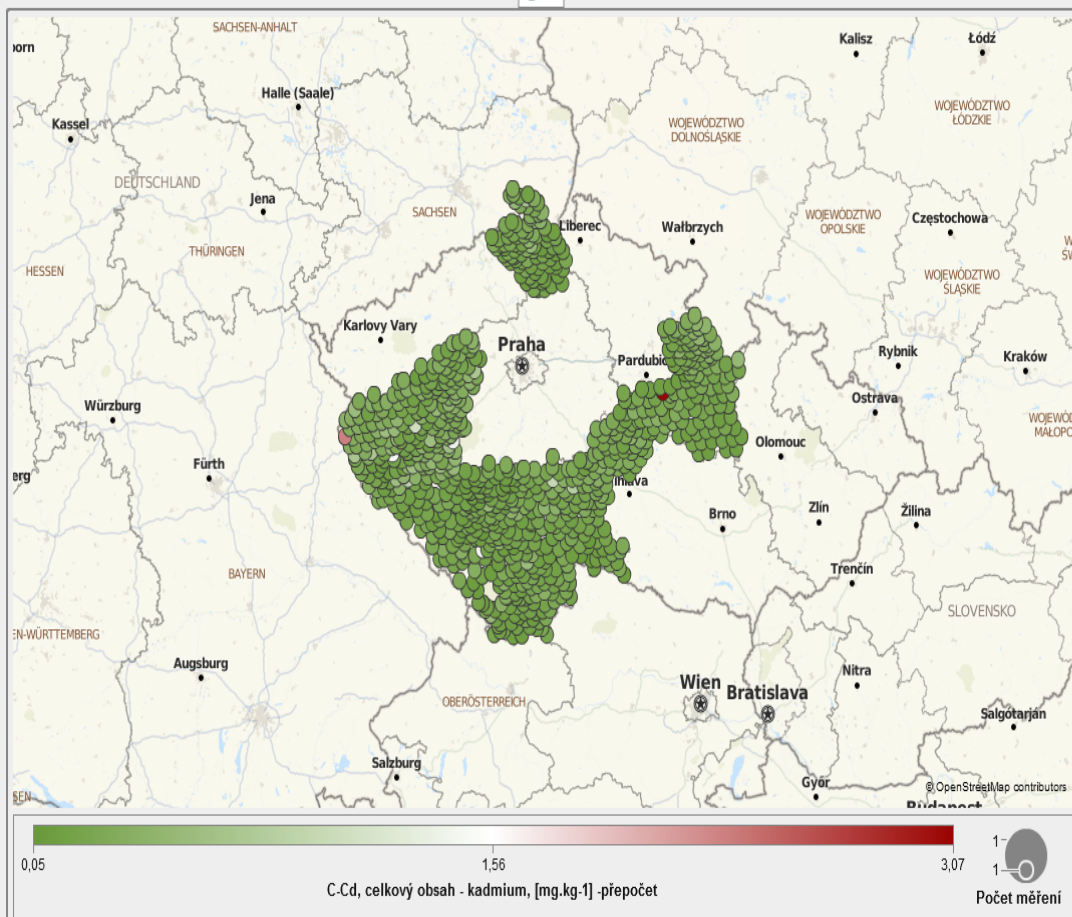 SACHSEN-ANHALT
Kalisz
Łódź
Halle (Saale)
Kassel
WOJEWÓDZTWO
DOLNOŚLĄSKIE
WOJEWÓDZTWO
ŁÓDZKIE
DEUTSCHLAND
Jena
SACHSEN
WOJEWÓDZTWO
OPOLSKIE
Częstochowa
Liberec
Wałbrzych
THÜRINGEN
HESSEN
WOJEWÓDZTWO
ŚLĄSKIE
Karlovy Vary
Praha
Pardubic
Rybnik
Kraków
Würzburg
Ostrava
Olomouc
Fürth
Brno
Zlín
Žilina
Trenčín
BAYERN
SLOVENSKO
EN-WÜRTTEMBERG
Augsburg
Nitra
Wien
Bratislava
OBERÖSTERREICH
Salgótarján
Salzburg
Győr
© OpenStreetMap contributors
0,05
1,56
3,07
C-Cd, celkový obsah - kadmium, [mg.kg-1] -přepočet
1
1
Počet měření